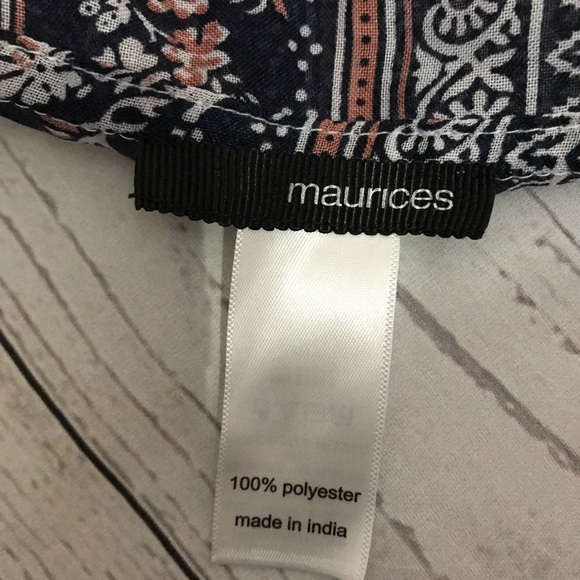 maurices
100% polyester
made in india